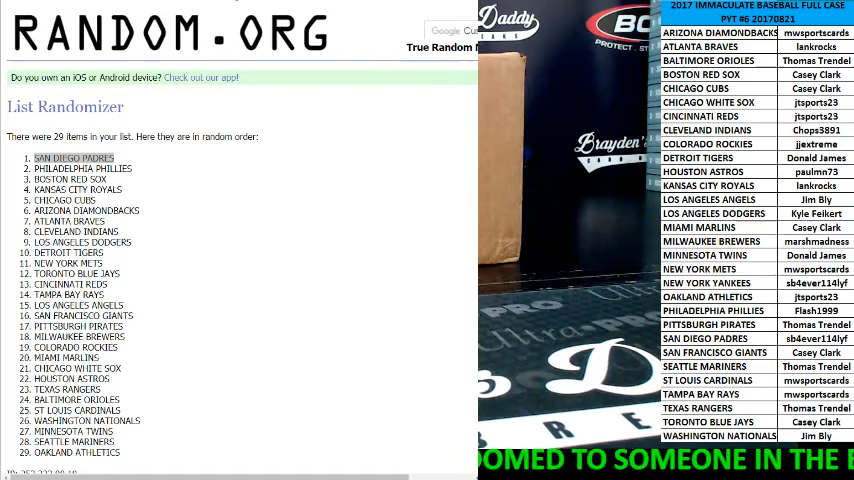 RANDOM.ORG
Google
True Random
Do you own an iOS or Android device? Check out our app!
List Randomizer
There were 29 items in your list. Here they are in random order:
1. SAN DIEGO PADRES
2. PHILADELPHIA PHILLIES
3. BOSTON RED SOX
4. KANSAS CITY ROYALS
5. CHICAGO CUBS
6. ARIZONA DIAMONDBACKS
7. ATLANTA BRAVES
8. CLEVELAND INDIANS
9. LOS ANGELES DODGERS
10. DETROIT TIGERS
11. NEW YORK METS
12. TORONTO BLUE JAYS
13. CINCINNATI REDS
14. TAMPA BAY RAYS
15. LOS ANGELES ANGELS
16. SAN FRANCISCO GIANTS
17. PITTSBURGH PIRATES
18. MILWAUKEE BREWERS
19. COLORADO ROCKIES
20. MIAMI MARLINS
21. CHICAGO WHITE SOX
22. HOUSTON ASTROS
23. TEXAS RANGERS
24. BALTIMORE ORIOLES
25. ST LOUIS CARDINALS
26. WASHINGTON NATIONALS
27. MINNESOTA TWINS
28. SEATTLE MARINERS
29. OAKLAND ATHLETICS
Daddy
PROTECT. ST
Brayden's
PRO
Ultra
B R E
2017 IMMACULATE BASEBALL FULL CASE
PYT #6 20170821
ARIZONA DIAMONDBACKS mwsportscards
ATLANTA BRAVES lankrocks
BALTIMORE ORIOLES Thomas Trendel
BOSTON RED SOX Casey Clark
CHICAGO CUBS Casey Clark
CHICAGO WHITE SOX jtsports23
CINCINNATI REDS jtsports23
CLEVELAND INDIANS Chops3891
COLORADO ROCKIES jjextreme
DETROIT TIGERS Donald James
HOUSTON ASTROS paulmn73
KANSAS CITY ROYALS lankrocks
LOS ANGELES ANGELS Jim Bly
LOS ANGELES DODGERS Kyle Feikert
MIAMI MARLINS Casey Clark
MILWAUKEE BREWERS marshmadness
MINNESOTA TWINS Donald James
NEW YORK METS mwsportscards
NEW YORK YANKEES sb4ever114lyf
OAKLAND ATHLETICS jtsports23
PHILADELPHIA PHILLIES Flash1999
PITTSBURGH PIRATES Thomas Trendel
SAN DIEGO PADRES sb4ever114lyf
SAN FRANCISCO GIANTS Casey Clark
SEATTLE MARINERS Thomas Trendel
ST LOUIS CARDINALS mwsportscards
TAMPA BAY RAYS mwsportscards
TEXAS RANGERS Thomas Trendel
TORONTO BLUE JAYS Casey Clark
WASHINGTON NATIONALS Jim Bly
OOMED TO SOMEONE IN THE